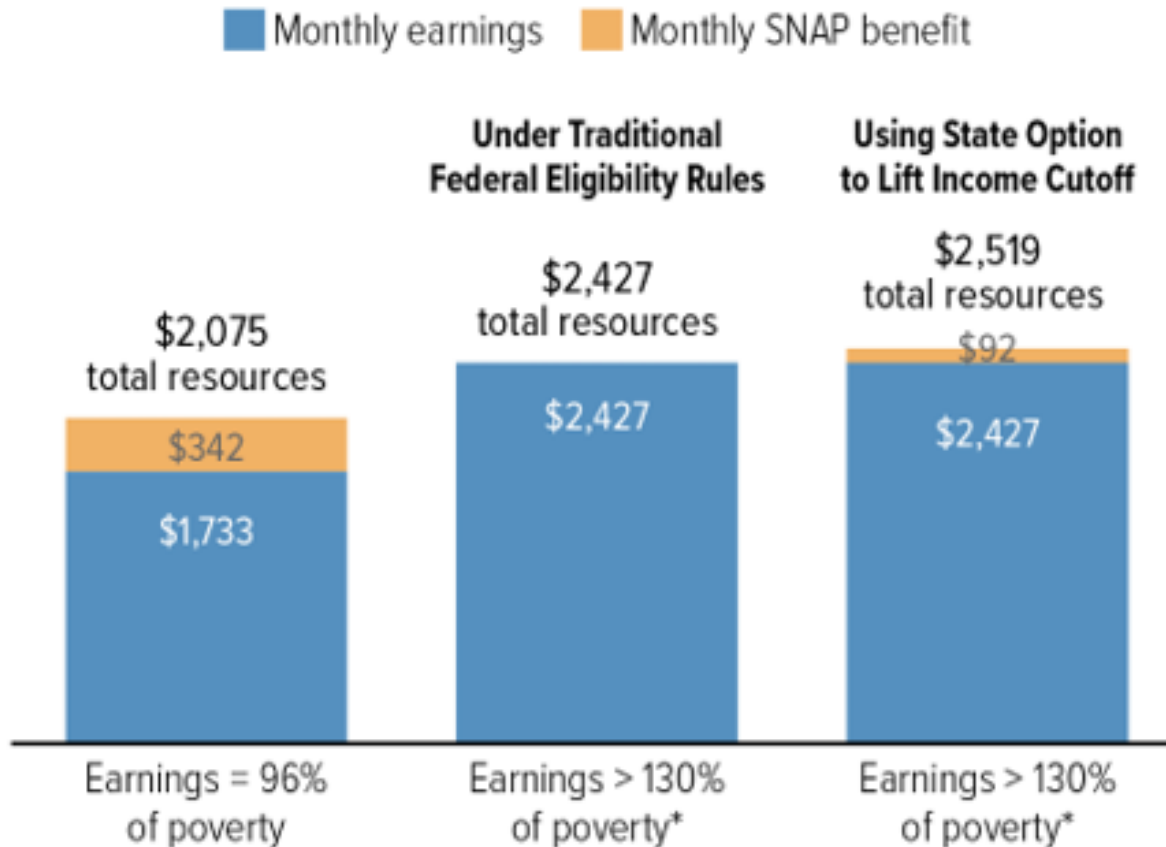 Monthly earnings Monthly SNAP benefit
Under Traditional
Federal Eligibility Rules
Using State Option
to Lift Income Cutoff
$2,075
total resources
$342
$1,733
$2,427
total resources
$2,427
$2,519
total resources
$92
$2,427
Earnings = 96%
of poverty
Earnings > 130%
of poverty*
Earnings > 130%
of poverty*